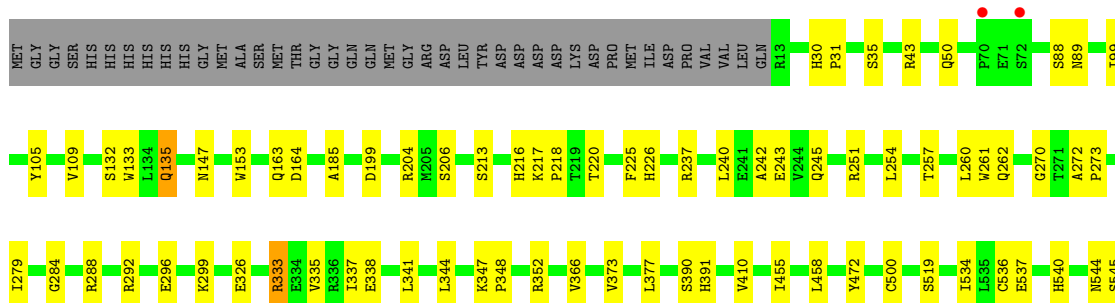 MET GLY GLY SER HIS HIS HIS HIS HIS HIS GLY MET ALA SER MET THR GLY GLY GLN GLN MET GLY ARG ASP LEU TYR ASP ASP ASP ASP LYS ASP PRO MET ILE ASP PRO VAL VAL LEU GLN R13 H30 P31 S35 R43 Q50 P70 E71 S72 S88 N89 I99
Y105 V109 S132 W133 L134 Q135 N147 W153 Q163 D164 A185 D199 R204 M205 S206 S213 H216 K217 P218 T219 T220 F225 H226 R237 L240 E241 A242 E243 V244 Q245 R251 L254 T257 L260 W261 Q262 G270 T271 A272 P273
I279 G284 R288 R292 E296 K299 E326 R333 E334 V335 R336 I337 E338 L341 L344 K347 P348 R352 V366 V373 L377 S390 H391 V410 I455 L458 Y472 C500 S519 I534 L535 C536 E537 H540 N544 S545